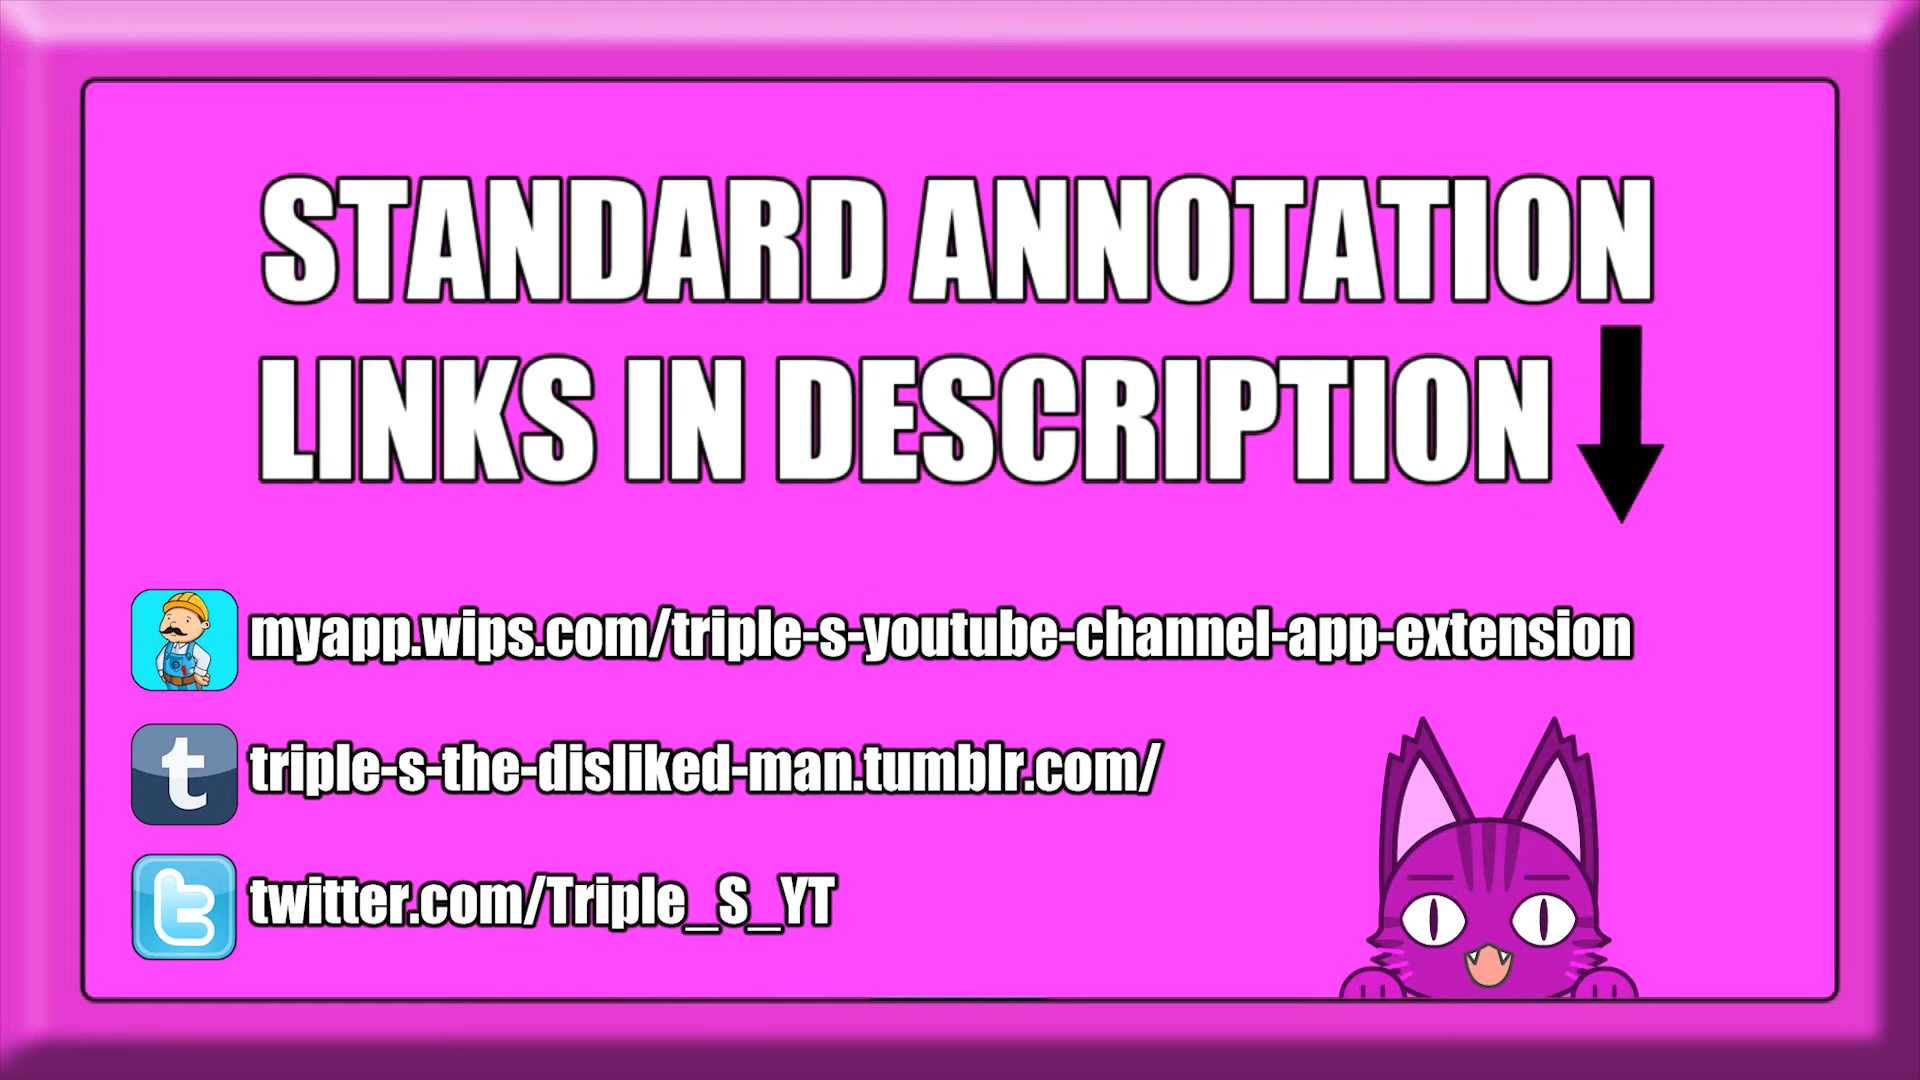 STANDARD ANNOTATION
LINKS IN DESCRIPTION
myapp.wips.com/triple-s-youtube-channel-app-extension
t triple-s-the-disliked-man.tumblr.com/
t twitter.com/Triple_S_YT